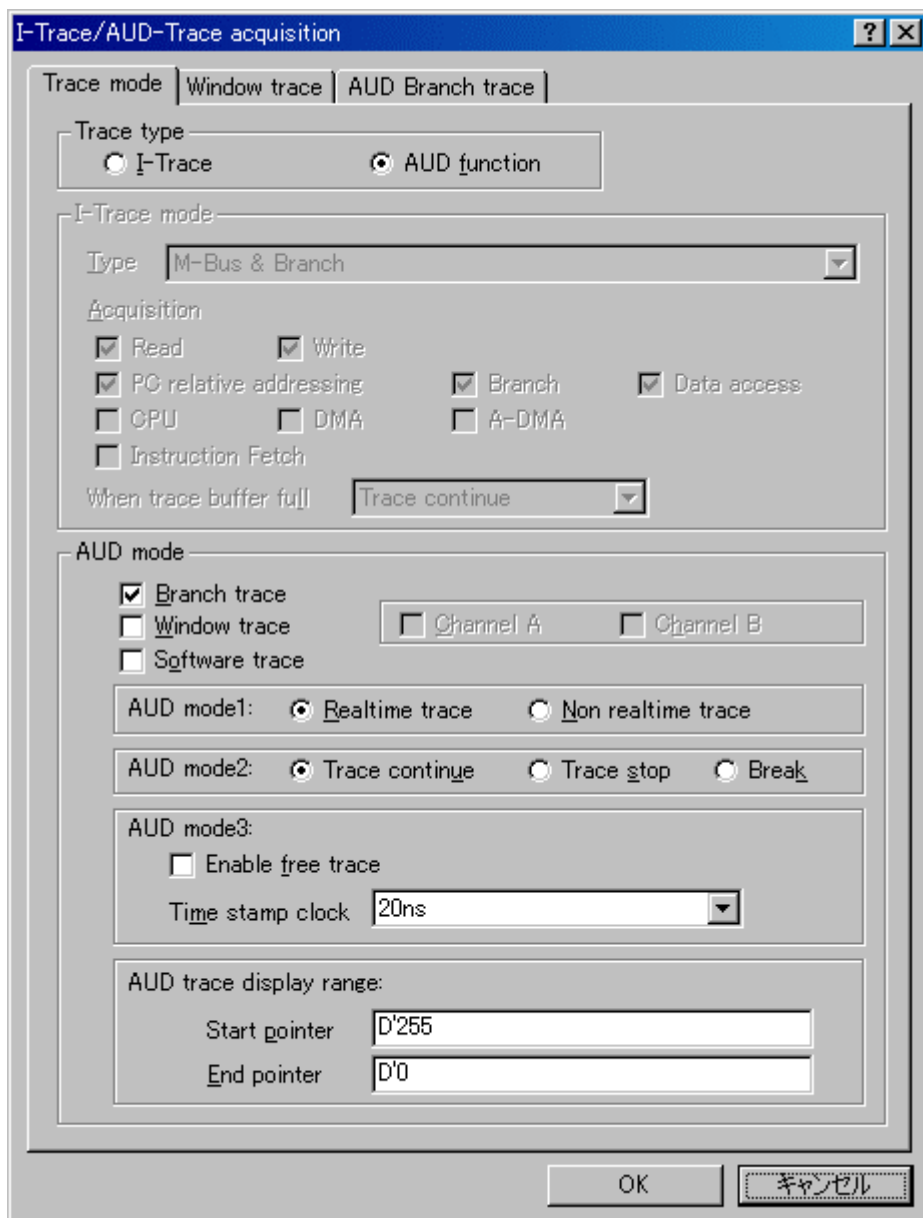 I-Trace/AUD-Trace acquisition
Trace mode Window trace AUD Branch trace
Trace type
I-Trace AUD function
I-Trace mode
Type M-Bus & Branch
Acquisition
Read Write
PC relative addressing Branch Data access
CPU DMA A-DMA
Instruction Fetch
When trace buffer full Trace continue
AUD mode
Branch trace
Window trace Channel A Channel B
Software trace
AUD mode1: Realtime trace Non realtime trace
AUD mode2: Trace continue Trace stop Break
AUD mode3:
Enable free trace
Time stamp clock 20ns
AUD trace display range:
Start pointer D'255
End pointer D'0
OK キャンセル